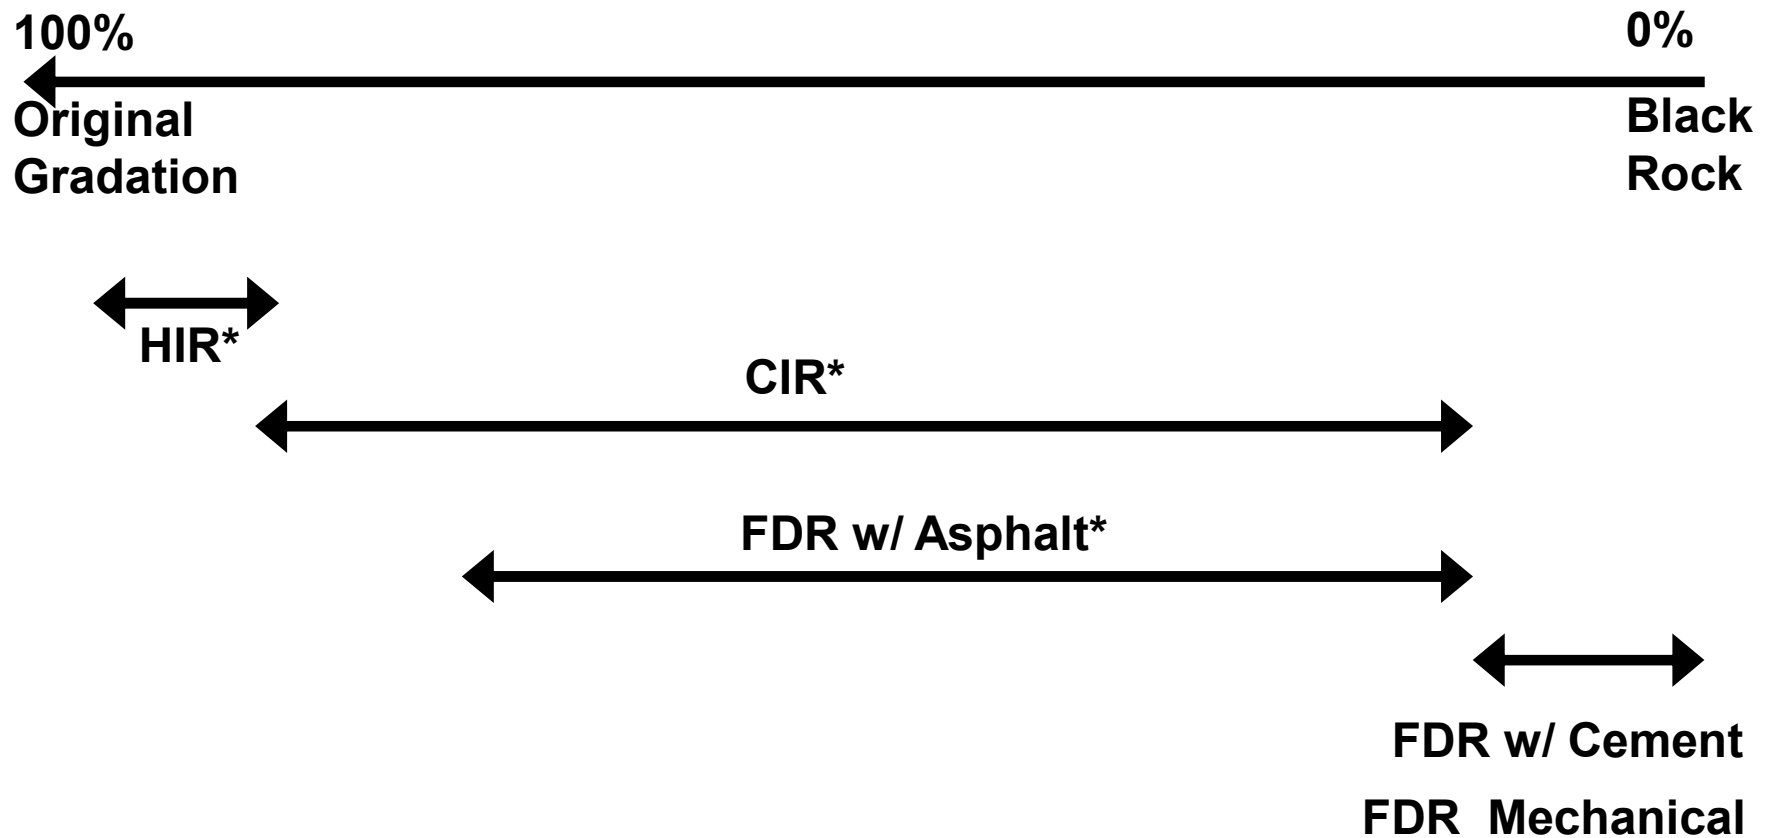 100%
0%
Original
Gradation
Black
Rock
HIR*
CIR*
FDR w/ Asphalt*
FDR w/ Cement
FDR Mechanical